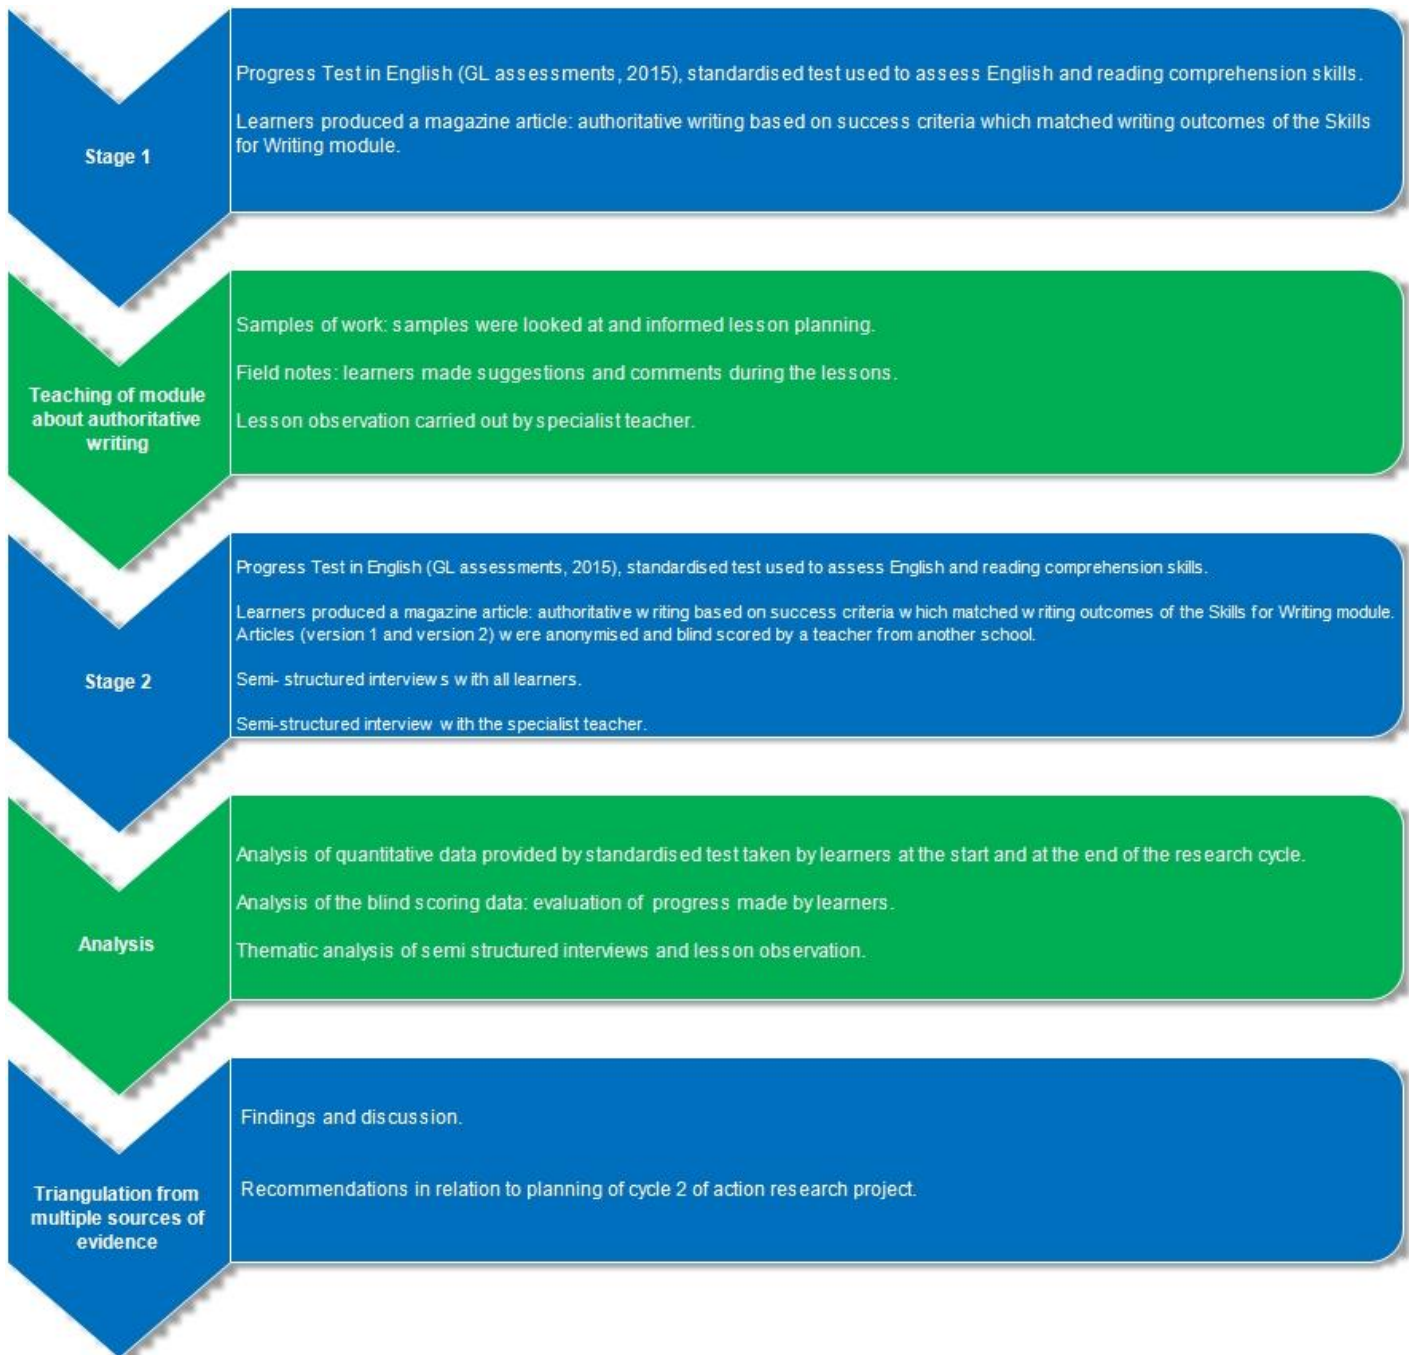 Stage 1
Progress Test in English (GL assessments, 2015), standardised test used to assess English and reading comprehension skills.
Learners produced a magazine article: authoritative writing based on success criteria which matched writing outcomes of the Skills
for Writing module.
Teaching of module
about authoritative
writing
Samples of work: samples were looked at and informed lesson planning.
Field notes: learners made suggestions and comments during the lessons.
Lesson observation carried out by specialist teacher.
Stage 2
Progress Test in English (GL assessments, 2015), standardised test used to assess English and reading comprehension skills.
Learners produced a magazine article: authoritative writing based on success criteria which matched writing outcomes of the Skills for Writing module.
Articles (version 1 and version 2) were anonymised and blind scored by a teacher from another school.
Semi- structured interviews with all learners.
Semi-structured interview with the specialist teacher.
Analysis
Analysis of quantitative data provided by standardised test taken by learners at the start and at the end of the research cycle.
Analysis of the blind scoring data: evaluation of progress made by learners.
Thematic analysis of semi structured interviews and lesson observation.
Triangulation from
multiple sources of
evidence
Findings and discussion.
Recommendations in relation to planning of cycle 2 of action research project.